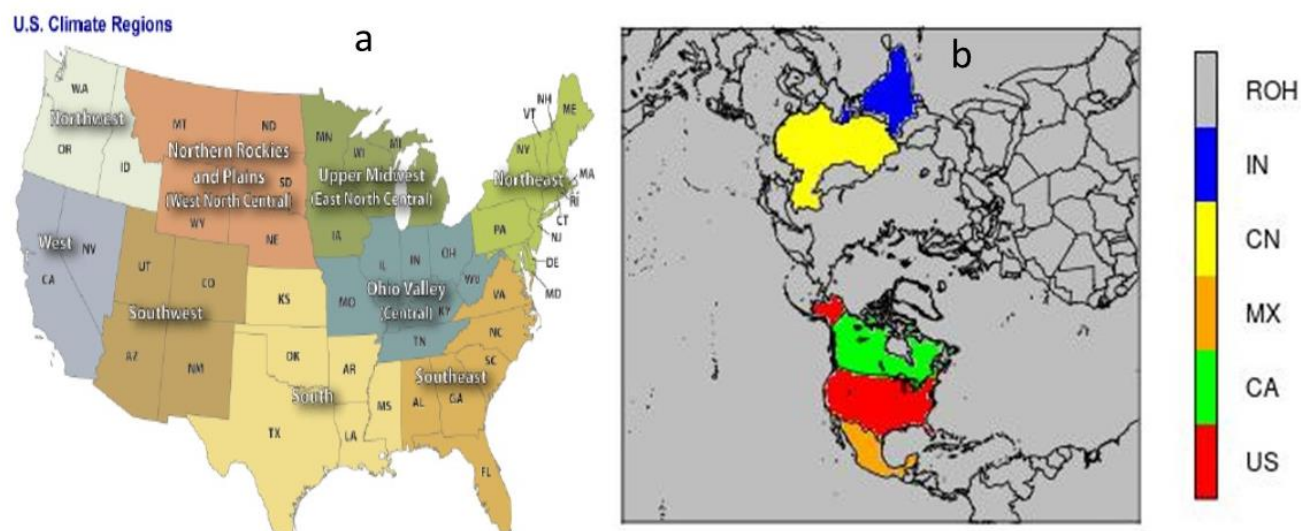 U.S. Climate Regions
a
WA
Northwest
OR
ID
MT
ND
Northern Rockies
and Plains
SD
(West North Central)
WY
NE
MN
WI
MI
Upper Midwest
(East North Central)
IA
NH
VT
ME
NY
Northeast
MA
RI
CT
PA
NJ
DE
MD
West
NV
CA
UT
CO
Southwest
AZ
NM
KS
OK
AR
South
TX
LA
MS
IL
IN
OH
WV
MO
Ohio Valley
KY
(Central)
TN
VA
NC
SC
Southeast
AL
GA
FL
b
ROH
IN
CN
MX
CA
US